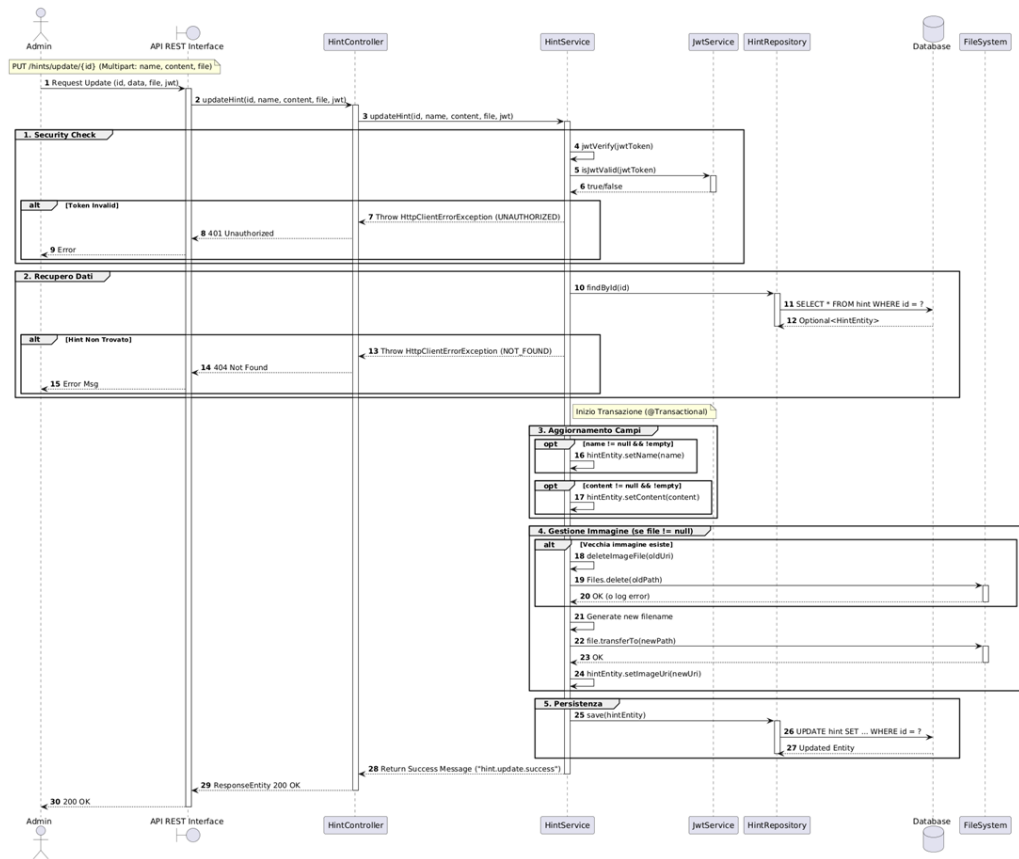 Admin
API REST Interface
HintController
HintService
JwtService
HintRepository
Database
FileSystem
PUT /hints/update/{id} (Multipart: name, content, file)
1 Request Update (id, data, file, jwt)
2 updateHint(id, name, content, file, jwt)
3 updateHint(id, name, content, file, jwt)
1. Security Check
4 jwtVerify(jwtToken)
5 isJwtValid(jwtToken)
6 true/false
alt [Token Invalid]
7 Throw HttpClientErrorException (UNAUTHORIZED)
8 401 Unauthorized
9 Error
2. Recupero Dati
10 findById(id)
11 SELECT * FROM hint WHERE id = ?
12 Optional<HintEntity>
alt [Hint Non Trovato]
13 Throw HttpClientErrorException (NOT_FOUND)
14 404 Not Found
15 Error Msg
Inizio Transazione (@Transactional)
3. Aggiornamento Campi
opt [name != null && !empty]
16 hintEntity.setName(name)
opt [content != null && !empty]
17 hintEntity.setContent(content)
4. Gestione Immagine (se file != null)
alt [Vecchia immagine esiste]
18 deleteImageFile(oldUri)
19 Files.delete(oldPath)
20 OK (o log error)
21 Generate new filename
22 file.transferTo(newPath)
23 OK
24 hintEntity.setImageUri(newUri)
5. Persistenza
25 save(hintEntity)
26 UPDATE hint SET ... WHERE id = ?
27 Updated Entity
28 Return Success Message ("hint.update.success")
29 ResponseEntity 200 OK
30 200 OK
Admin
API REST Interface
HintController
HintService
JwtService
HintRepository
Database
FileSystem